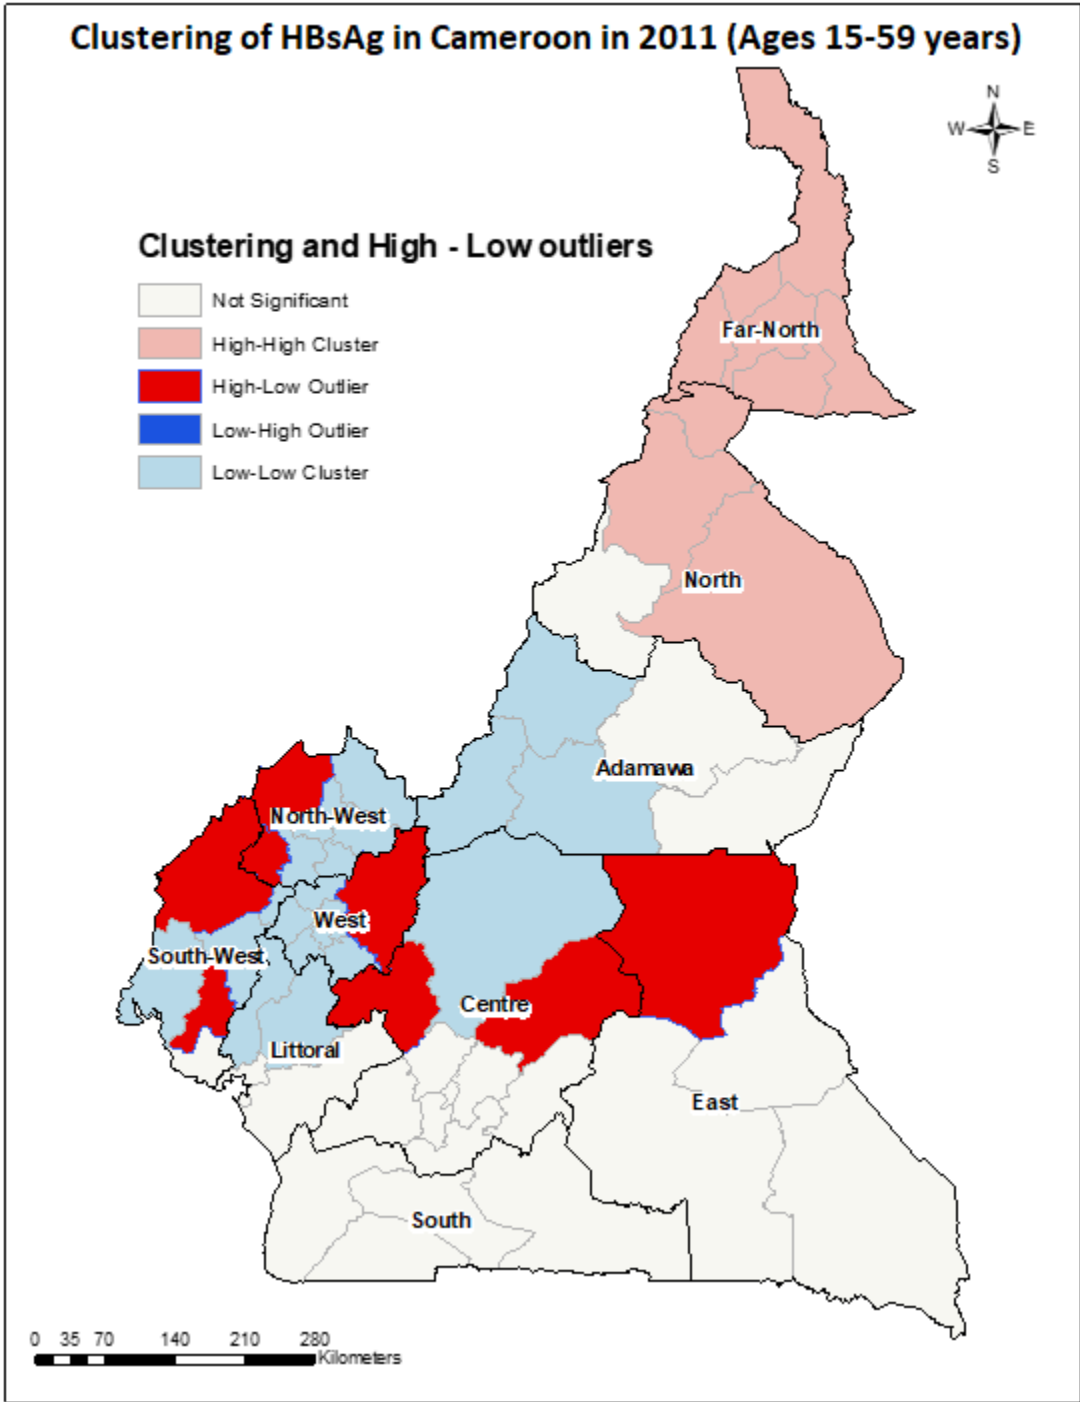 Clustering of HBsAg in Cameroon in 2011 (Ages 15-59 years)
N
W E
S
Clustering and High - Low outliers
Not Significant
High-High Cluster
High-Low Outlier
Low-High Outlier
Low-Low Cluster
Far-North
North
Adamawa
North-West
West
South-West
Centre
Littoral
East
South
0 35 70 140 210 280
Kilometers